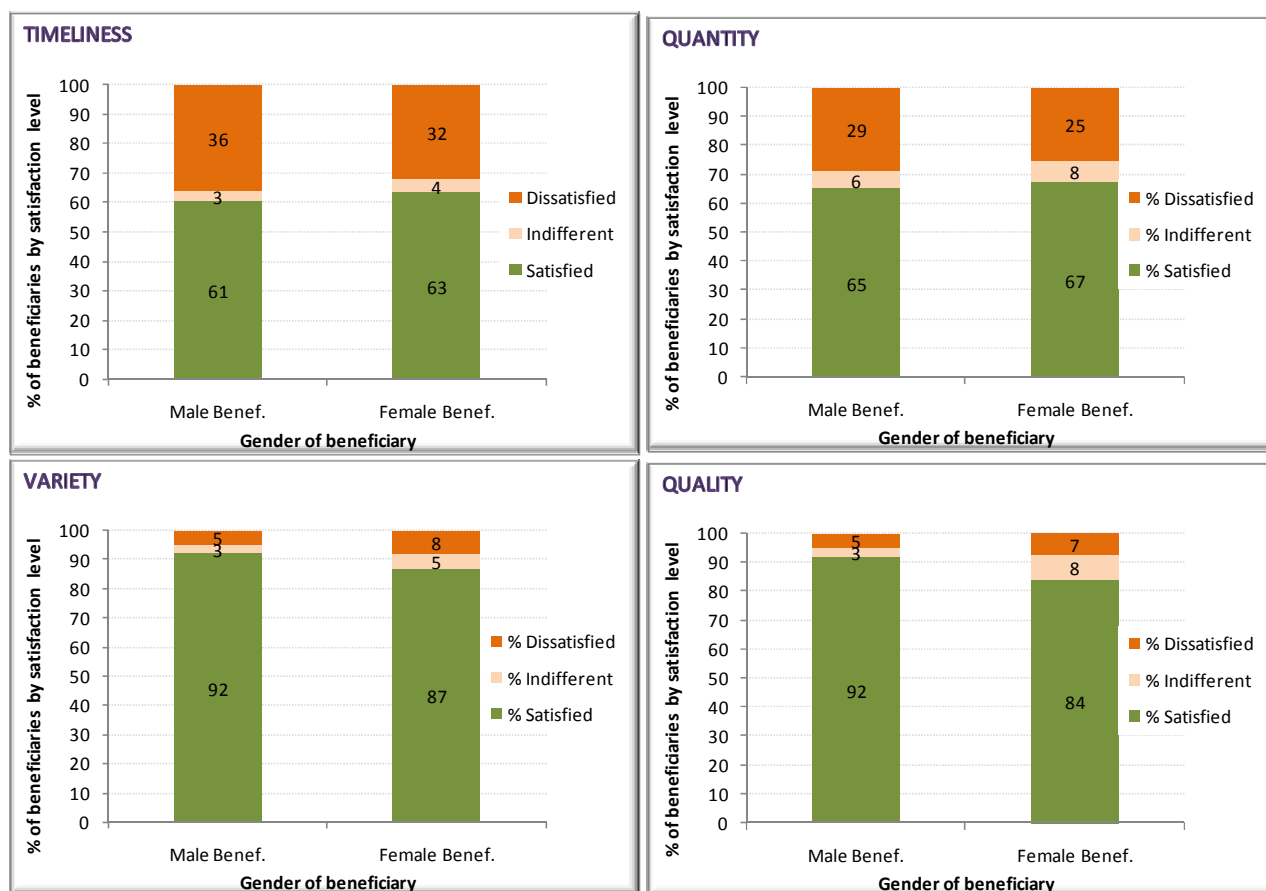 TIMELINESS
% of beneficiaries by satisfaction level
100
90
80
70
60
50
40
30
20
10
0
36
3
61
32
4
63
Dissatisfied
Indifferent
Satisfied
Male Benef.
Female Benef.
Gender of beneficiary
QUANTITY
% of beneficiaries by satisfaction level
100
90
80
70
60
50
40
30
20
10
0
29
6
65
25
8
67
% Dissatisfied
% Indifferent
% Satisfied
Male Benef.
Female Benef.
Gender of beneficiary
VARIETY
% of beneficiaries by satisfaction level
100
90
80
70
60
50
40
30
20
10
0
5
3
92
8
5
87
% Dissatisfied
% Indifferent
% Satisfied
Male Benef.
Female Benef.
Gender of beneficiary
QUALITY
% of beneficiaries by satisfaction level
100
90
80
70
60
50
40
30
20
10
0
5
3
92
7
8
84
% Dissatisfied
% Indifferent
% Satisfied
Male Benef.
Female Benef.
Gender of beneficiary